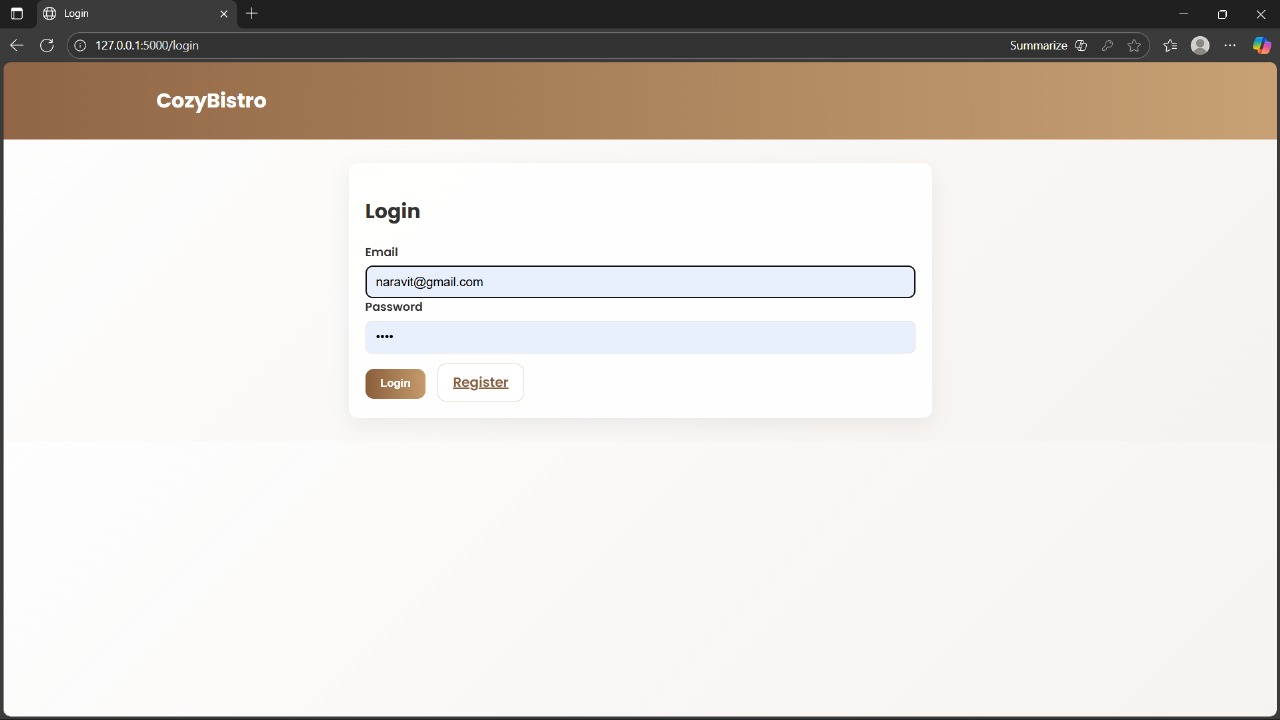 Login
127.0.0.1:5000/login
Summarize
CozyBistro
Login
Email
naravit@gmail.com
Password
••••
Login
Register